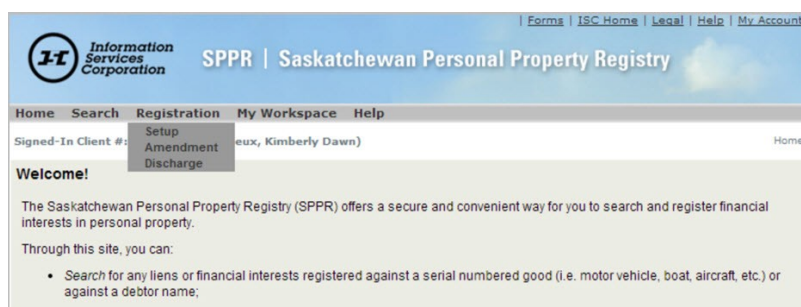 | Forms | ISC Home | Legal | Help | My Account
Information
Services
Corporation
SPPR | Saskatchewan Personal Property Registry
Home Search Registration My Workspace Help
Setup
Amendment
Discharge
Signed-In Client #: eux, Kimberly Dawn)
Home
Welcome!
The Saskatchewan Personal Property Registry (SPPR) offers a secure and convenient way for you to search and register financial
interests in personal property.
Through this site, you can:
• Search for any liens or financial interests registered against a serial numbered good (i.e. motor vehicle, boat, aircraft, etc.) or
against a debtor name;